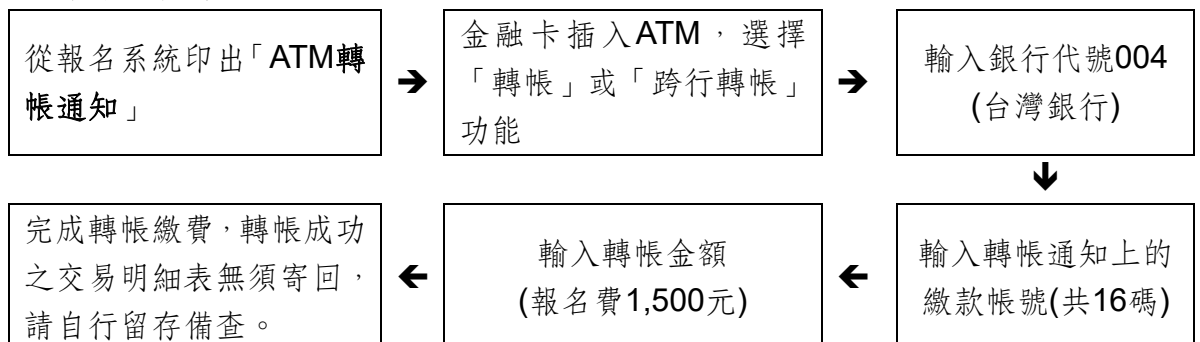 從報名系統印出「ATM轉
帳通知」
➔
金融卡插入ATM，選擇
「轉帳」或「跨行轉帳」
功能
➔
輸入銀行代號004
(台灣銀行)
輸入轉帳通知上的
繳款帳號(共16碼)
輸入轉帳金額
(報名費1,500元)
完成轉帳繳費，轉帳成功
之交易明細表無須寄回，
請自行留存備查。